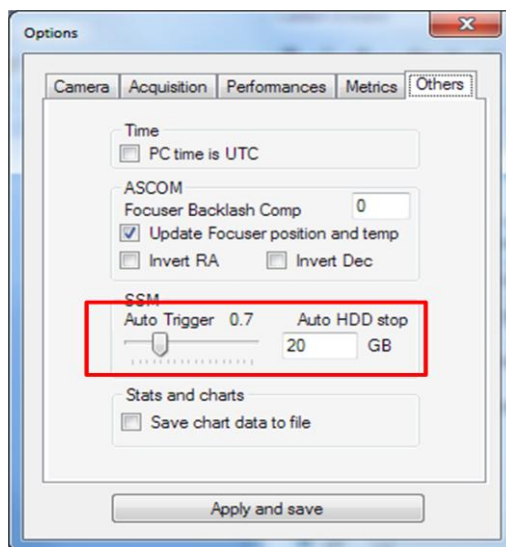 Options
Camera Acquisition Performances Metrics Others
Time
PC time is UTC
ASCOM
Focuser Backlash Comp 0
Update Focuser position and temp
Invert RA Invert Dec
SSM
Auto Trigger 0.7 Auto HDD stop
20 GB
Stats and charts
Save chart data to file
Apply and save